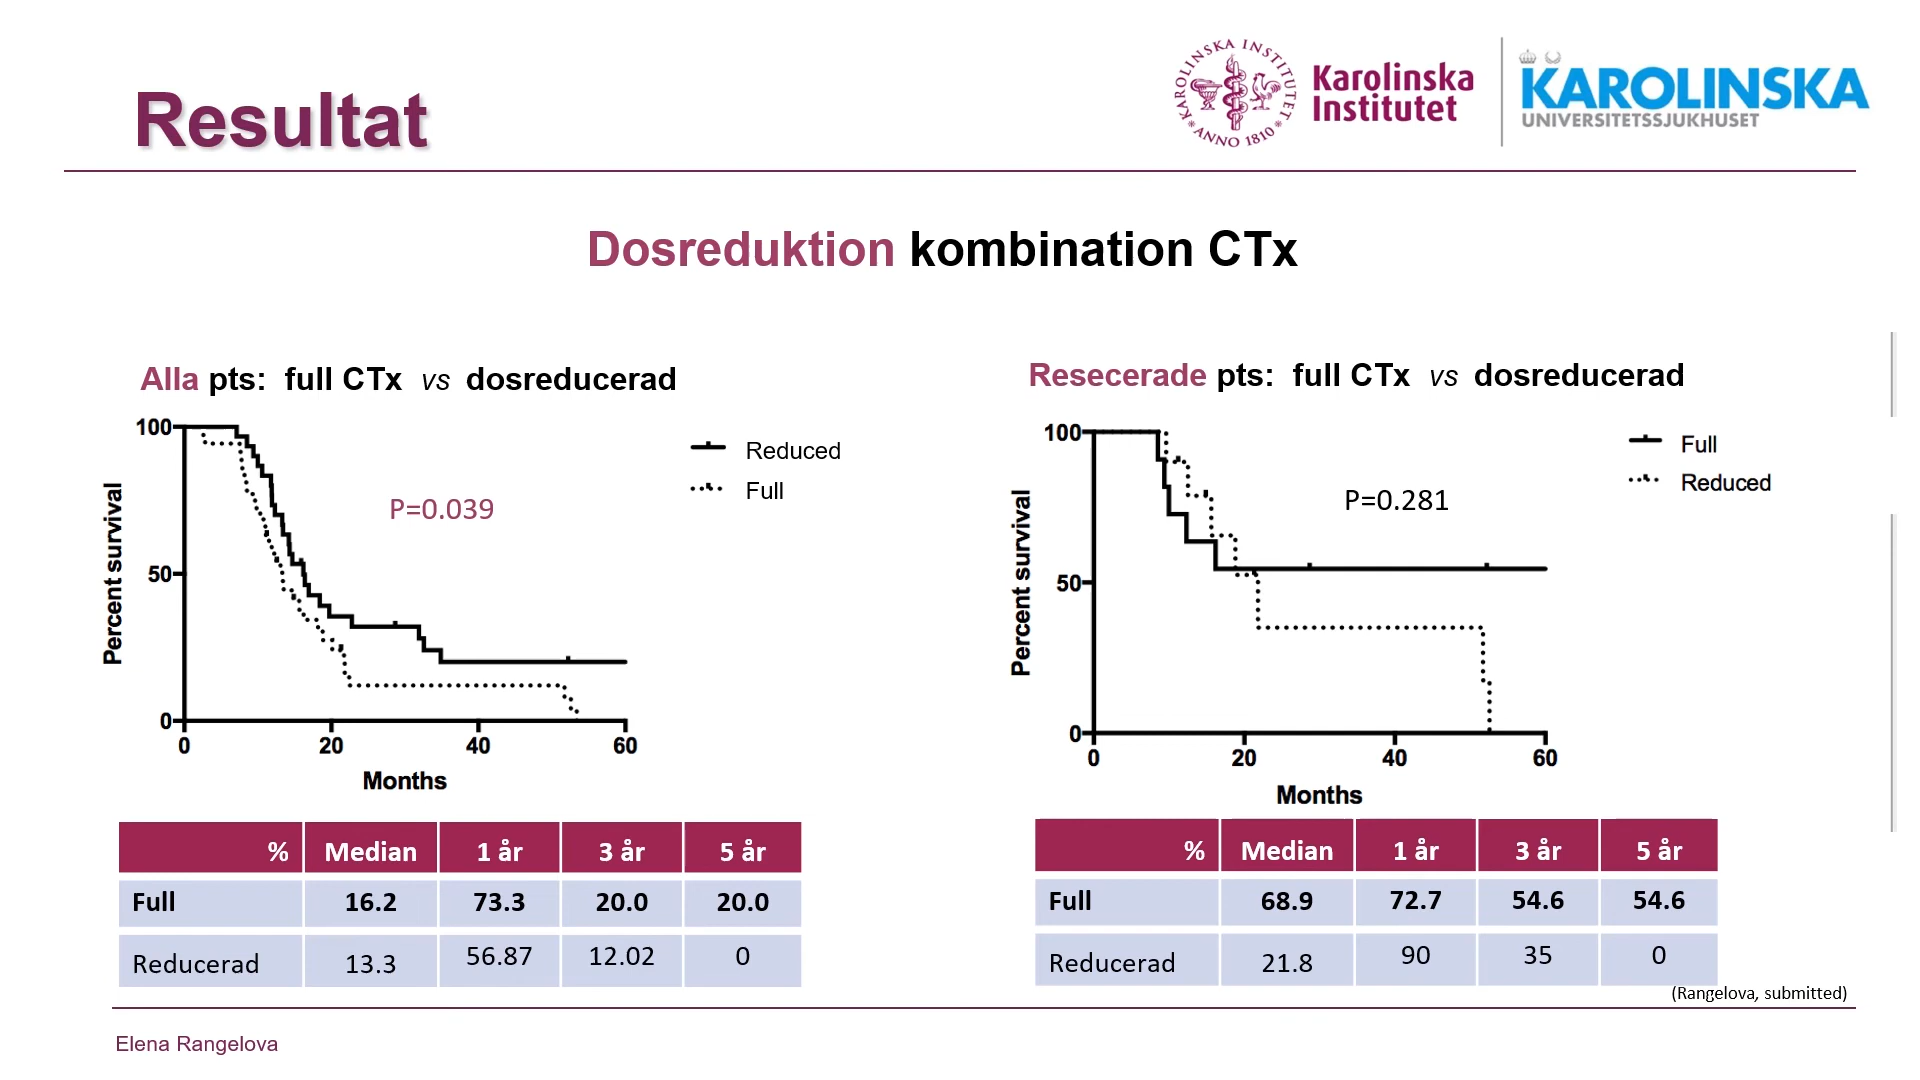 Resultat
KAROLINSKA INSTITUTET
* ANNO 1810 *
Karolinska
Institutet
KAROLINSKA
UNIVERSITETSSJUKHUSET
Dosreduktion kombination CTx
Alla pts: full CTx vs dosreducerad
100
50
0
Percent survival
0 20 40 60
Months
P=0.039
Reduced
Full
% Median 1 år 3 år 5 år
Full 16.2 73.3 20.0 20.0
Reducerad 13.3 56.87 12.02 0
Resecerade pts: full CTx vs dosreducerad
100
50
0
Percent survival
0 20 40 60
Months
P=0.281
Full
Reduced
% Median 1 år 3 år 5 år
Full 68.9 72.7 54.6 54.6
Reducerad 21.8 90 35 0
(Rangelova, submitted)
Elena Rangelova